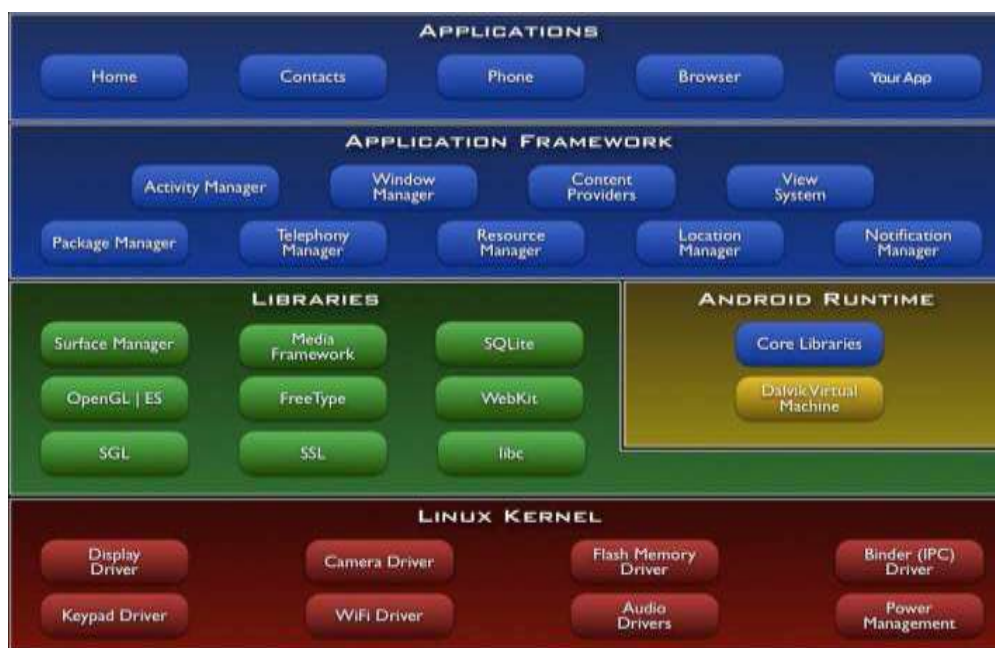 APPLICATIONS
Home
Contacts
Phone
Browser
Your App
APPLICATION FRAMEWORK
Activity Manager
Window
Manager
Content
Providers
View
System
Package Manager
Telephony
Manager
Resource
Manager
Location
Manager
Notification
Manager
LIBRARIES
Surface Manager
Media
Framework
SQLite
OpenGL | ES
FreeType
WebKit
SGL
SSL
libc
ANDROID RUNTIME
Core Libraries
Dalvik Virtual
Machine
LINUX KERNEL
Display
Driver
Camera Driver
Flash Memory
Driver
Binder (IPC)
Driver
Keypad Driver
WiFi Driver
Audio
Drivers
Power
Management